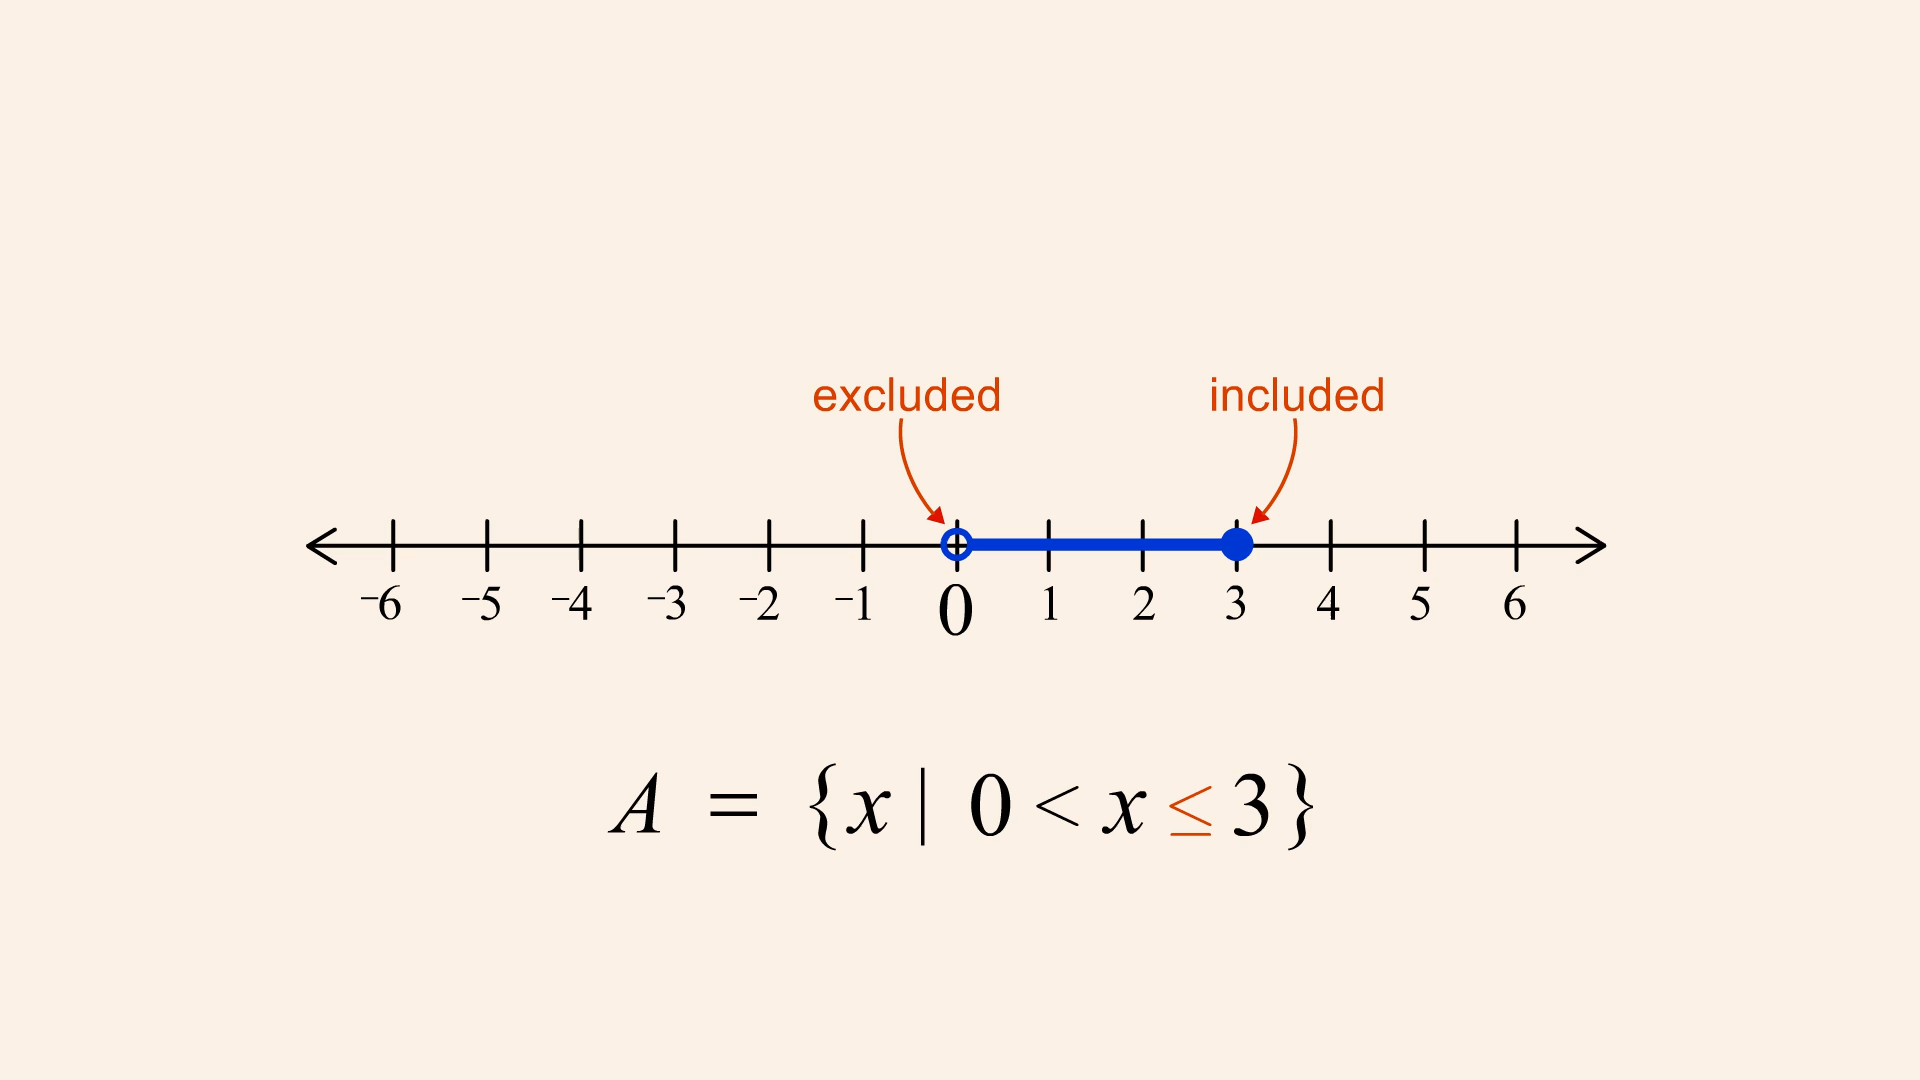 excluded included
–6 –5 –4 –3 –2 –1 0 1 2 3 4 5 6
A = {x | 0 < x ≤ 3}